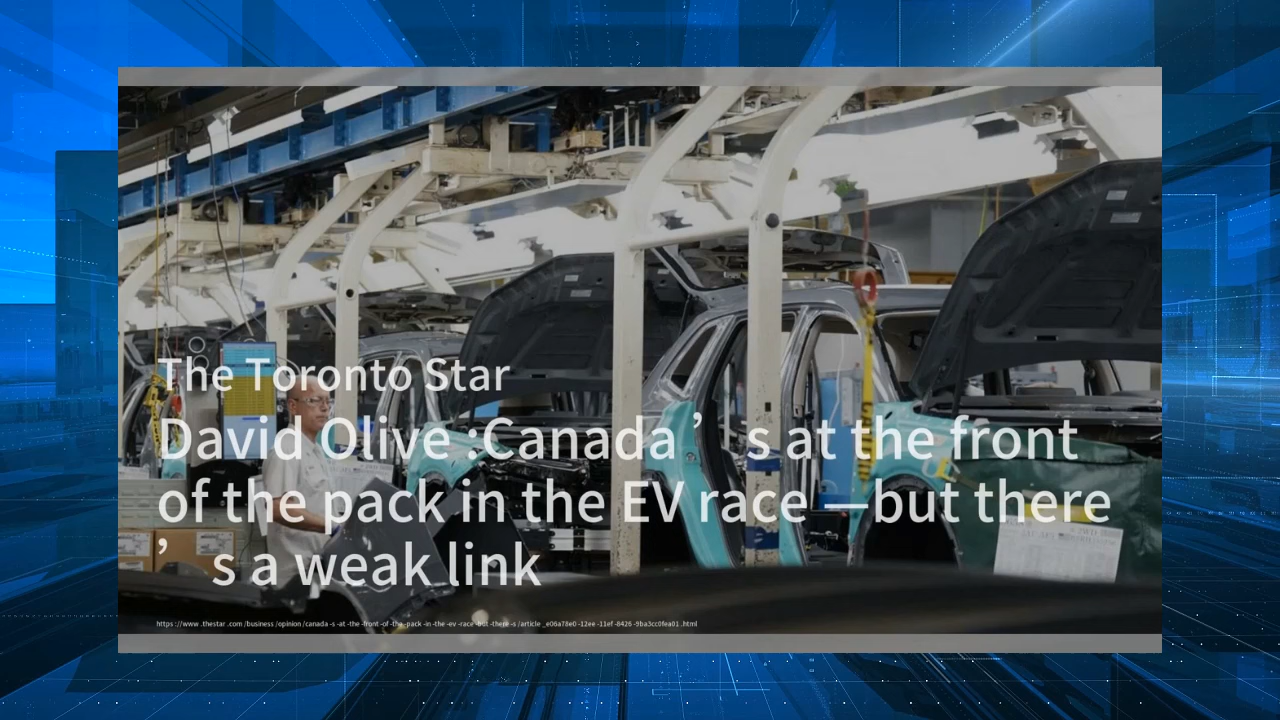 The Toronto Star
David Olive :Canada ’ s at the front
of the pack in the EV race —but there
’ s a weak link
https://www .thestar .com /business /opinion /canada -s -at -the -front -of -the -pack -in -the -ev -race -but -there -s /article _e06a78e0 -12ee -11ef -8426 -9ba3cc0fea01 .html